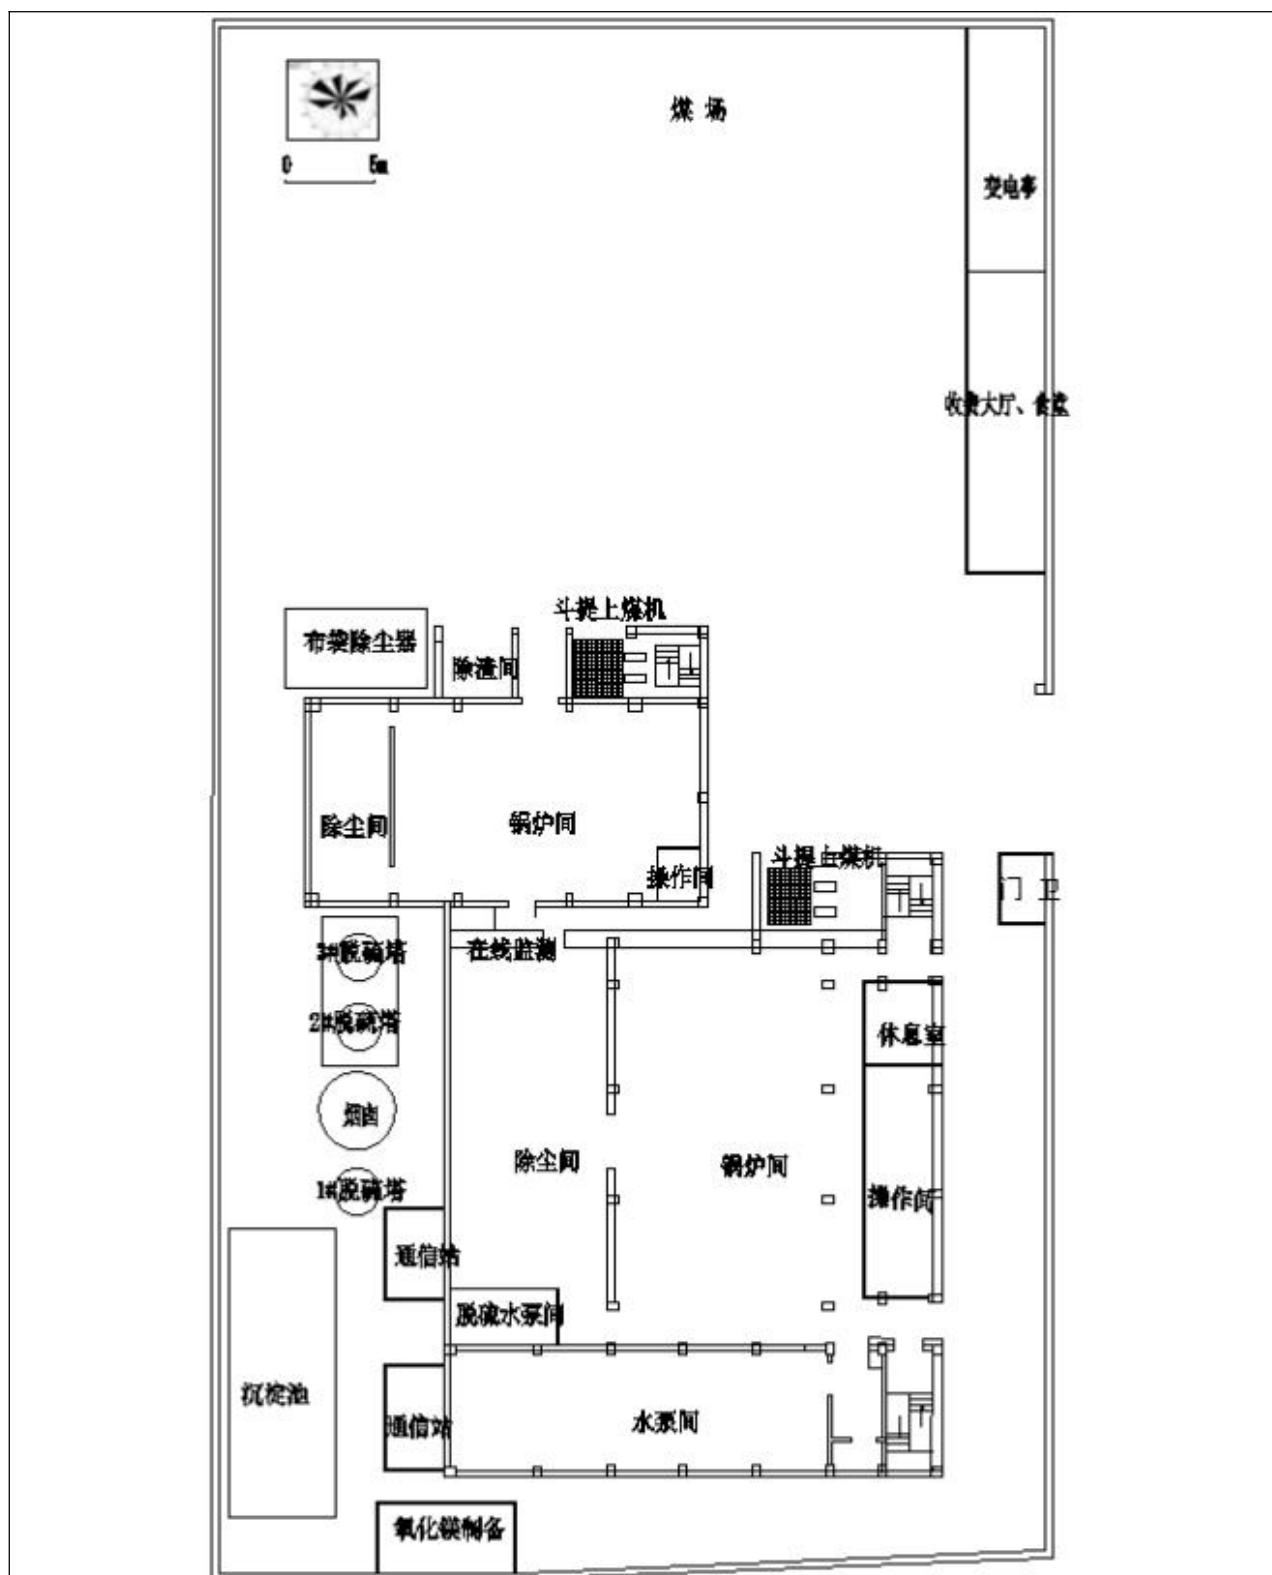 煤 场
0 5m
变电事
收费大厅、食堂
斗提上煤机
布袋除尘器
除渣间
除尘间
锅炉间
操作间
斗提上煤机
门 卫
3#脱硫塔
在线监测
2#脱硫塔
休息室
烟囱
除尘间
锅炉间
1#脱硫塔
操作间
通信站
脱硫水泵间
沉淀池
通信站
水泵间
氧化镁制备